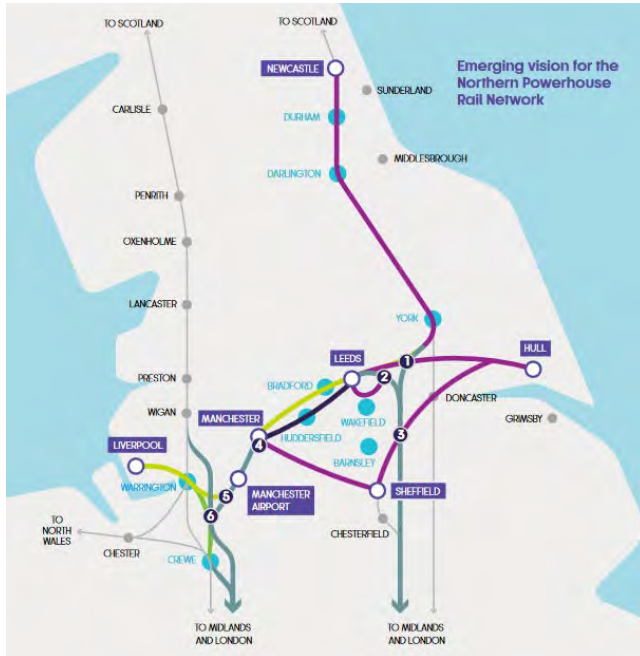 TO SCOTLAND
TO SCOTLAND
Emerging vision for the
Northern Powerhouse
Rail Network
NEWCASTLE
SUNDERLAND
CARLISLE
DURHAM
MIDDLESBROUGH
DARLINGTON
PENRITH
OXENHOLME
LANCASTER
YORK
1
HULL
LEEDS
2
PRESTON
BRADFORD
DONCASTER
WIGAN
WAKEFIELD
GRIMSBY
MANCHESTER
4
HUDDERSFIELD
3
LIVERPOOL
BARNSLEY
WARRINGTON
5
MANCHESTER
AIRPORT
SHEFFIELD
6
TO
NORTH
WALES
CHESTER
CHESTERFIELD
CREWE
TO MIDLANDS
AND LONDON
TO MIDLANDS
AND LONDON